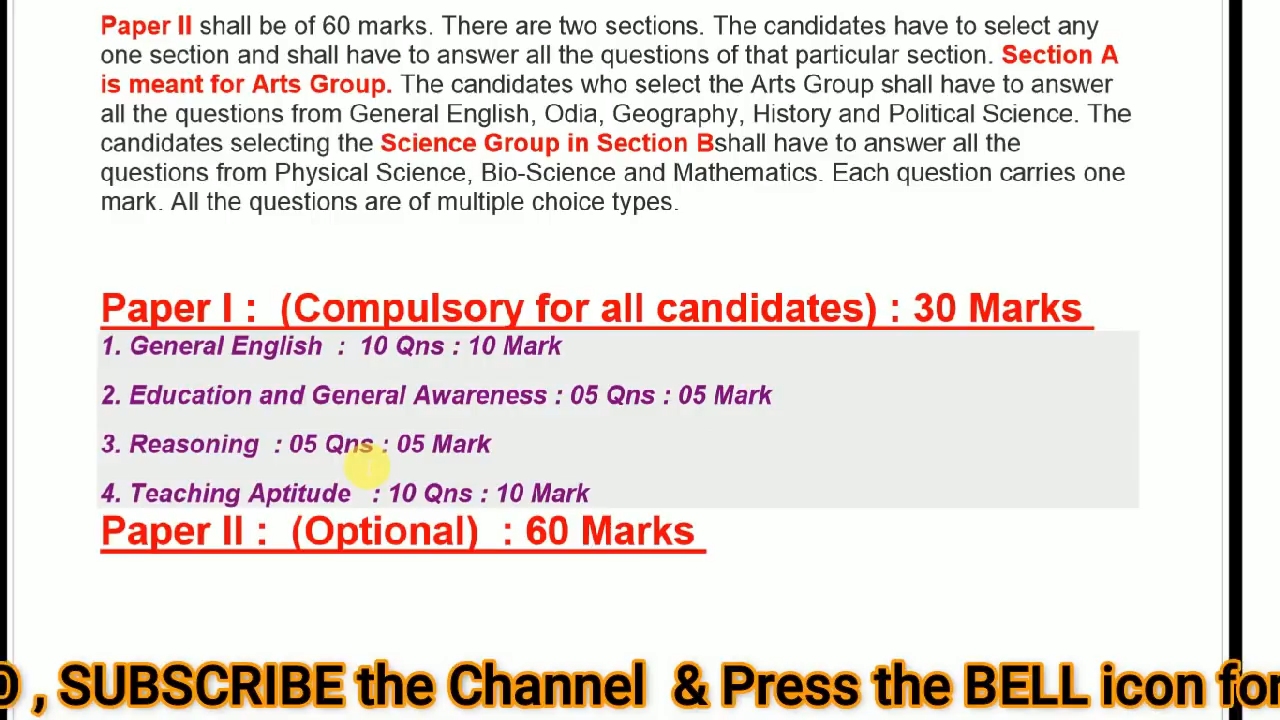 Paper II shall be of 60 marks. There are two sections. The candidates have to select any
one section and shall have to answer all the questions of that particular section. Section A
is meant for Arts Group. The candidates who select the Arts Group shall have to answer
all the questions from General English, Odia, Geography, History and Political Science. The
candidates selecting the Science Group in Section Bshall have to answer all the
questions from Physical Science, Bio-Science and Mathematics. Each question carries one
mark. All the questions are of multiple choice types.
Paper I : (Compulsory for all candidates) : 30 Marks
1. General English : 10 Qns : 10 Mark
2. Education and General Awareness : 05 Qns : 05 Mark
3. Reasoning : 05 Qns : 05 Mark
4. Teaching Aptitude : 10 Qns : 10 Mark
Paper II : (Optional) : 60 Marks
, SUBSCRIBE the Channel & Press the BELL icon for